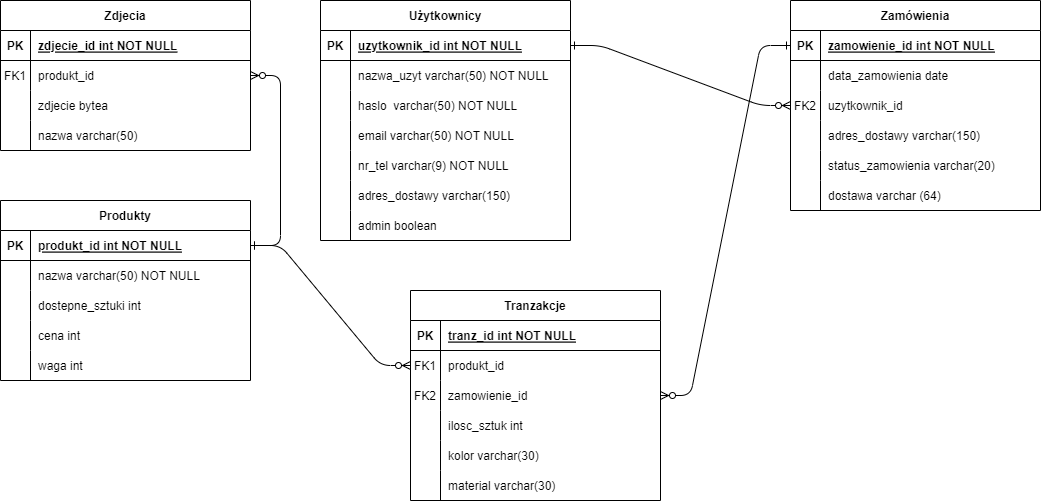 Zdjecia
PK zdjecie_id int NOT NULL
FK1 produkt_id
zdjecie bytea
nazwa varchar(50)
Użytkownicy
PK uzytkownik_id int NOT NULL
nazwa_uzyt varchar(50) NOT NULL
haslo varchar(50) NOT NULL
email varchar(50) NOT NULL
nr_tel varchar(9) NOT NULL
adres_dostawy varchar(150)
admin boolean
Zamówienia
PK zamowienie_id int NOT NULL
data_zamowienia date
FK2 uzytkownik_id
adres_dostawy varchar(150)
status_zamowienia varchar(20)
dostawa varchar (64)
Produkty
PK produkt_id int NOT NULL
nazwa varchar(50) NOT NULL
dostepne_sztuki int
cena int
waga int
Tranzakcje
PK tranz_id int NOT NULL
FK1 produkt_id
FK2 zamowienie_id
ilosc_sztuk int
kolor varchar(30)
material varchar(30)